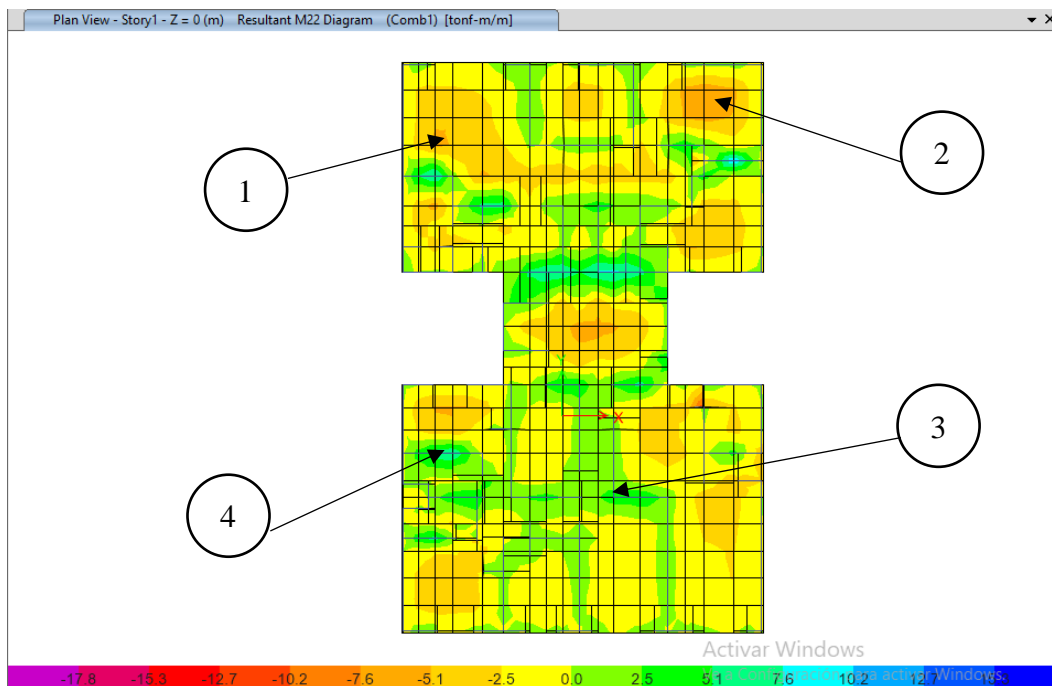 Plan View - Story1 - Z = 0 (m) Resultant M22 Diagram (Comb1) [tonf-m/m]
1
2
X
3
4
Activar Windows
activar Windows.
-17.8 -15.3 -12.7 -10.2 -7.6 -5.1 -2.5 0.0 2.5 5.1 7.6 10.2 12.7